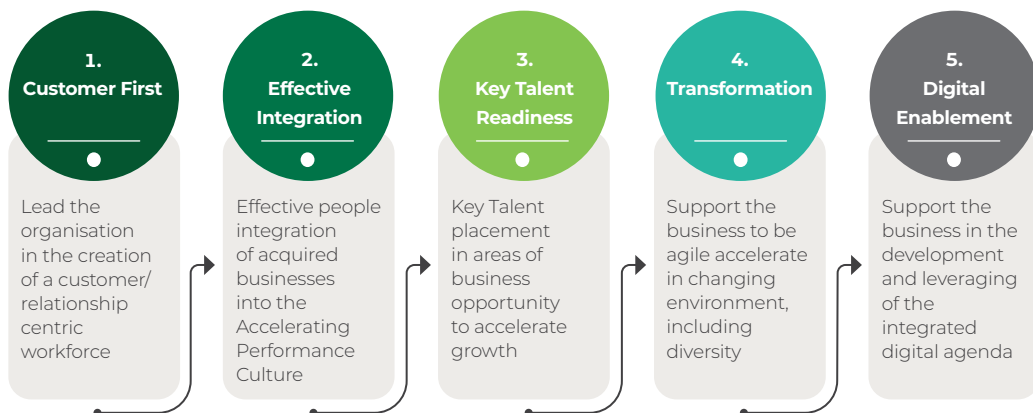 1.
Customer First
Lead the
organisation
in the creation
of a customer/
relationship
centric
workforce
2.
Effective
Integration
Effective people
integration
of acquired
businesses
into the
Accelerating
Performance
Culture
3.
Key Talent
Readiness
Key Talent
placement
in areas of
business
opportunity
to accelerate
growth
4.
Transformation
Support the
business to be
agile accelerate
in changing
environment,
including
diversity
5.
Digital
Enablement
Support the
business in the
development
and leveraging
of the
integrated
digital agenda